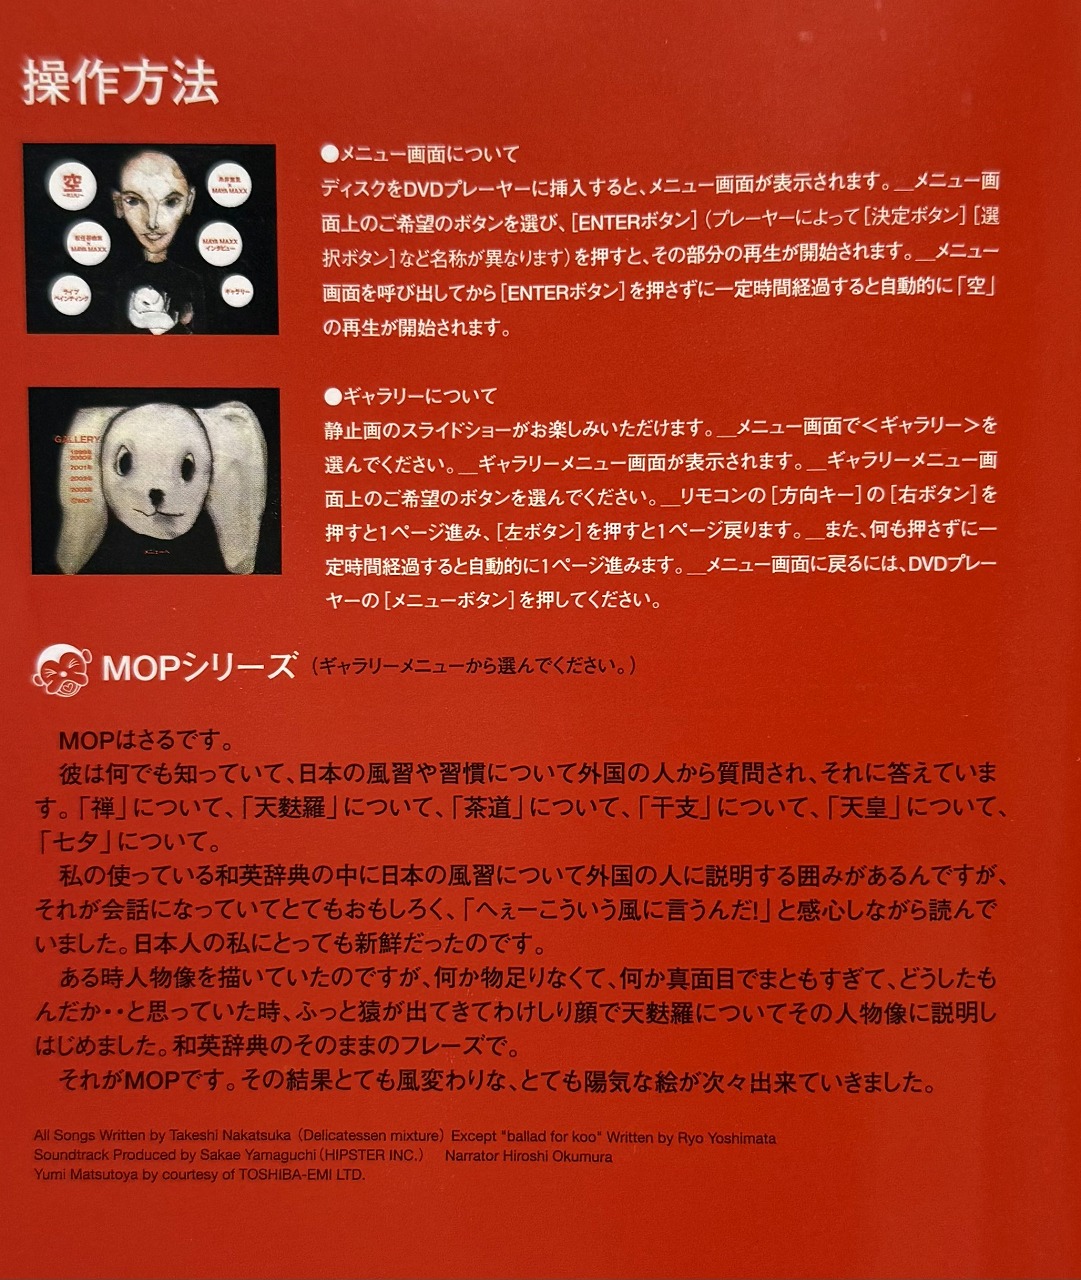 操作方法
空
MAYA MAXX
MAYA MAXX
MAYA MAXX
インタビュー
ライブ
ペインティング
ギャラリー
●メニュー画面について
ディスクをDVDプレーヤーに挿入すると、メニュー画面が表示されます。__メニュー画
面上のご希望のボタンを選び、[ENTERボタン]（プレーヤーによって[決定ボタン][選
択ボタン]など名称が異なります）を押すと、その部分の再生が開始されます。__メニュー
画面を呼び出してから[ENTERボタン]を押さずに一定時間経過すると自動的に「空」
の再生が開始されます。
GALLERY
1999年
2000年
2001年
2002年
2003年
メニューへ
●ギャラリーについて
静止画のスライドショーがお楽しみいただけます。__メニュー画面で＜ギャラリー＞を
選んでください。__ギャラリーメニュー画面が表示されます。__ギャラリーメニュー画
面上のご希望のボタンを選んでください。__リモコンの[方向キー]の[右ボタン]を
押すと1ページ進み、[左ボタン]を押すと1ページ戻ります。__また、何も押さずに一
定時間経過すると自動的に1ページ進みます。__メニュー画面に戻るには、DVDプレー
ヤーの[メニューボタン]を押してください。
MOPシリーズ（ギャラリーメニューから選んでください。）
MOPはさるです。
彼は何でも知っていて、日本の風習や習慣について外国の人から質問され、それに答えていま
す。「禅」について、「天麩羅」について、「茶道」について、「干支」について、「天皇」について、
「七夕」について。
私の使っている和英辞典の中に日本の風習について外国の人に説明する囲みがあるんですが、
それが会話になっていてとてもおもしろく、「へぇーこういう風に言うんだ!」と感心しながら読んで
いました。日本人の私にとっても新鮮だったのです。
ある時人物像を描いていたのですが、何か物足りなくて、何か真面目でまともすぎて、どうしたも
んだか・・と思っていた時、ふっと猿が出てきてわけしり顔で天麩羅についてその人物像に説明し
はじめました。和英辞典のそのままのフレーズで。
それがMOPです。その結果とても風変わりな、とても陽気な絵が次々出来ていきました。
All Songs Written by Takeshi Nakatsuka（Delicatessen mixture）Except "ballad for koo" Written by Ryo Yoshimata
Soundtrack Produced by Sakae Yamaguchi（HIPSTER INC.） Narrator Hiroshi Okumura
Yumi Matsutoya by courtesy of TOSHIBA-EMI LTD.